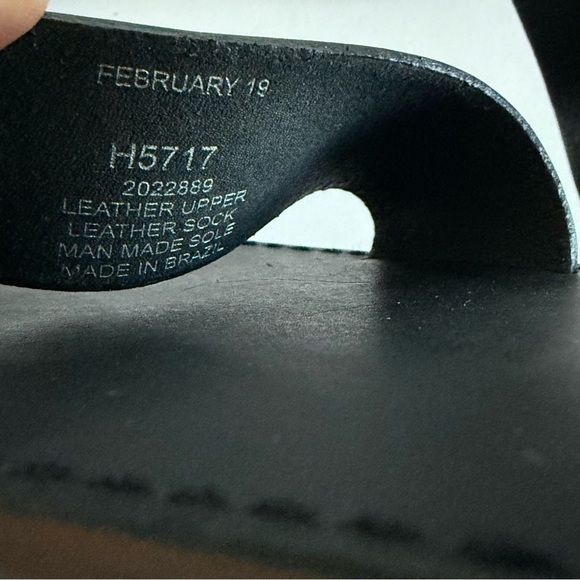 FEBRUARY 19
H5717
2022889
LEATHER UPPER
LEATHER SOCK
MAN MADE SOLE
MADE IN BRAZIL